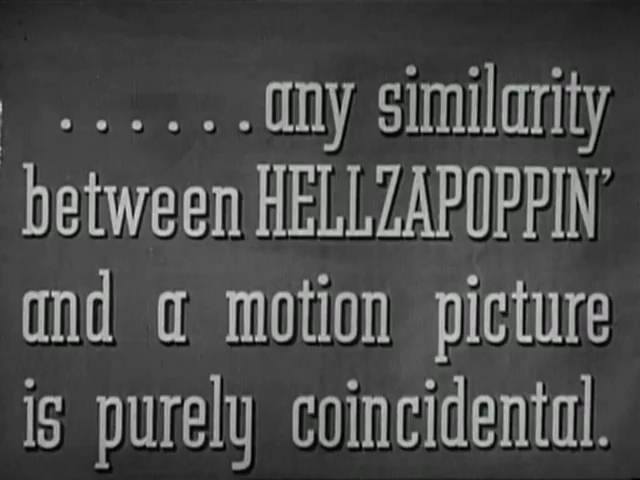 ......any similarity
between HELLZAPOPPIN'
and a motion picture
is purely coincidental.